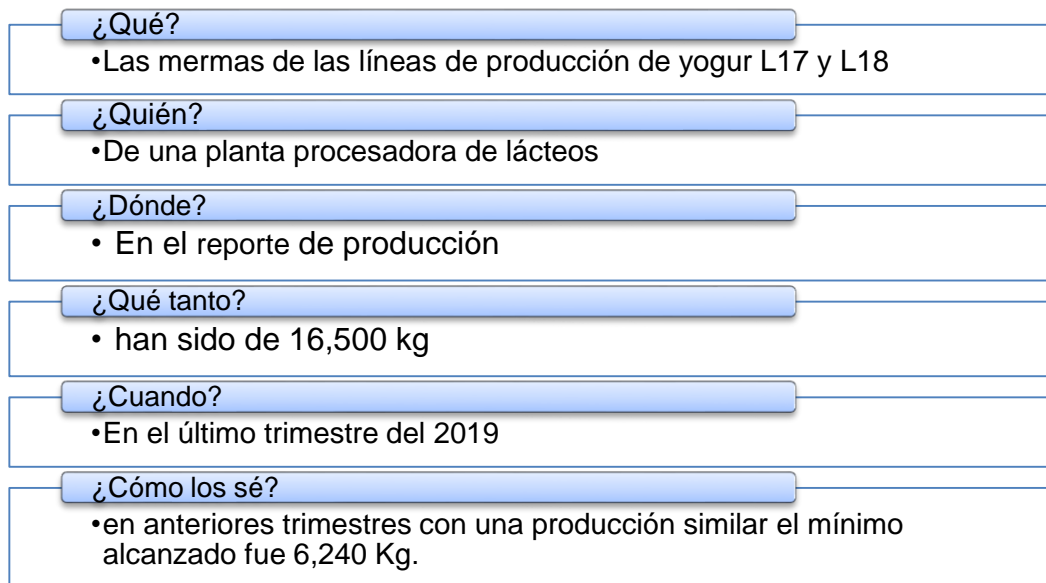 ¿Qué?
•Las mermas de las líneas de producción de yogur L17 y L18
¿Quién?
•De una planta procesadora de lácteos
¿Dónde?
• En el reporte de producción
¿Qué tanto?
• han sido de 16,500 kg
¿Cuando?
•En el último trimestre del 2019
¿Cómo los sé?
•en anteriores trimestres con una producción similar el mínimo
alcanzado fue 6,240 Kg.